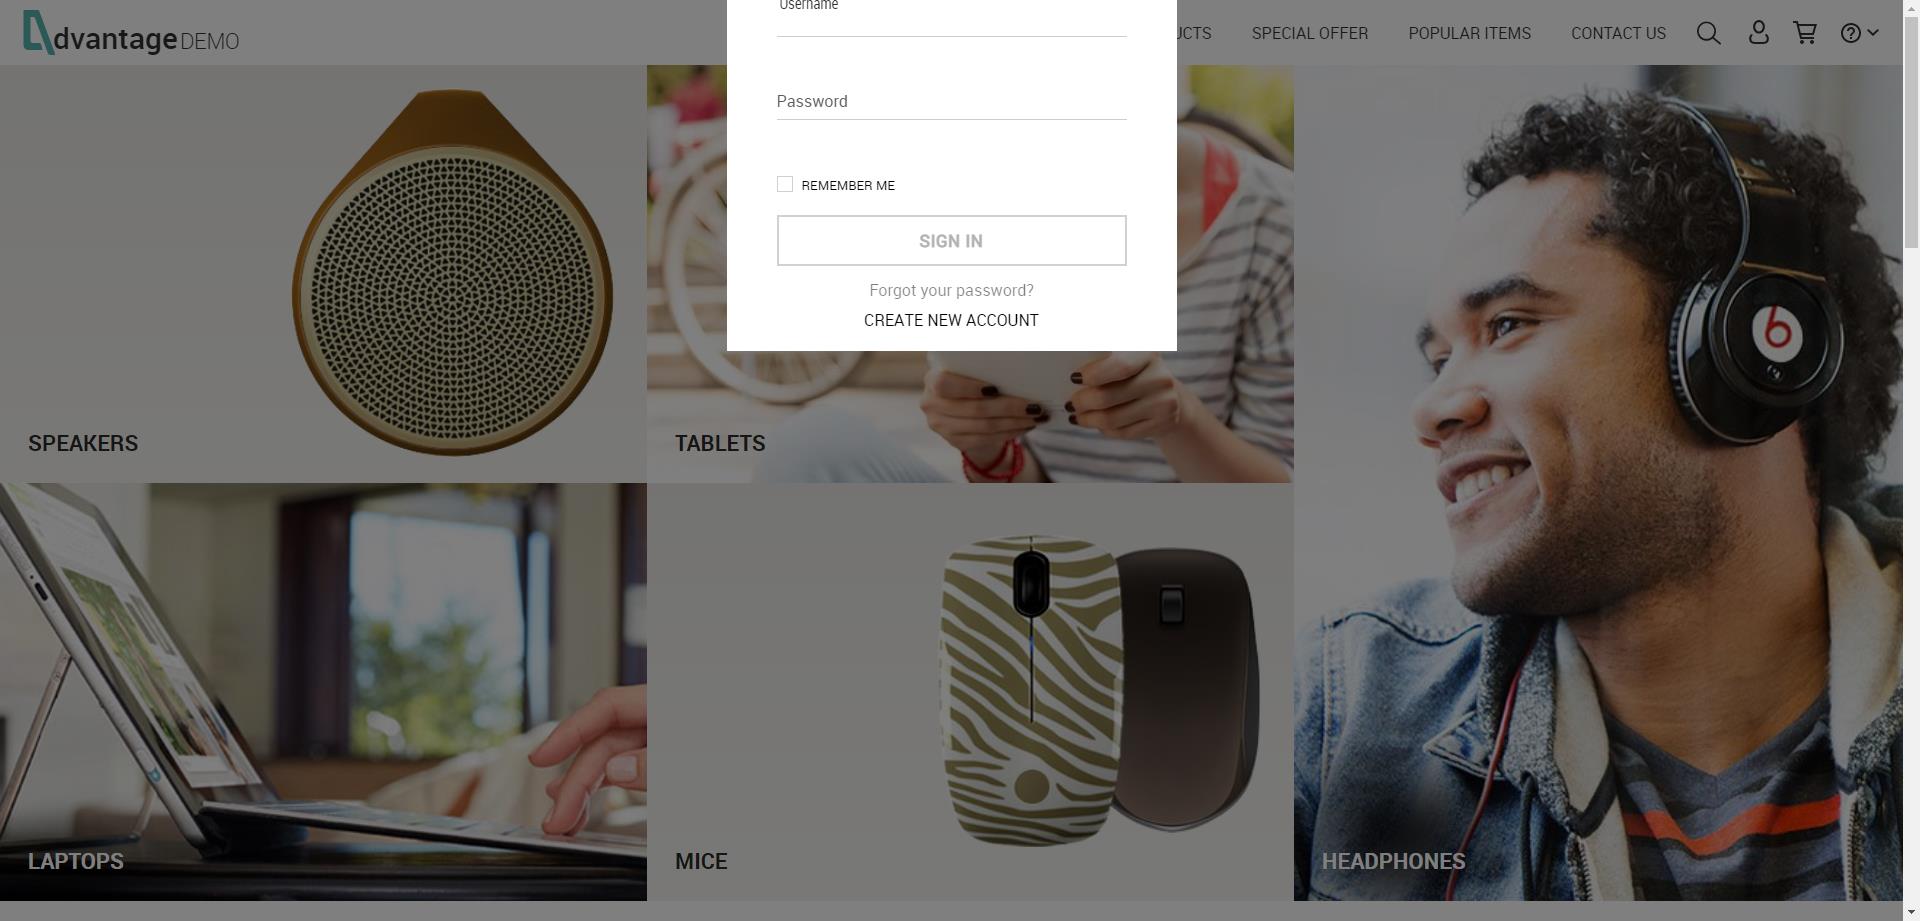 Username
dvantage DEMO
UCTS
SPECIAL OFFER
POPULAR ITEMS
CONTACT US
Password
REMEMBER ME
SIGN IN
Forgot your password?
CREATE NEW ACCOUNT
SPEAKERS
TABLETS
LAPTOPS
MICE
HEADPHONES